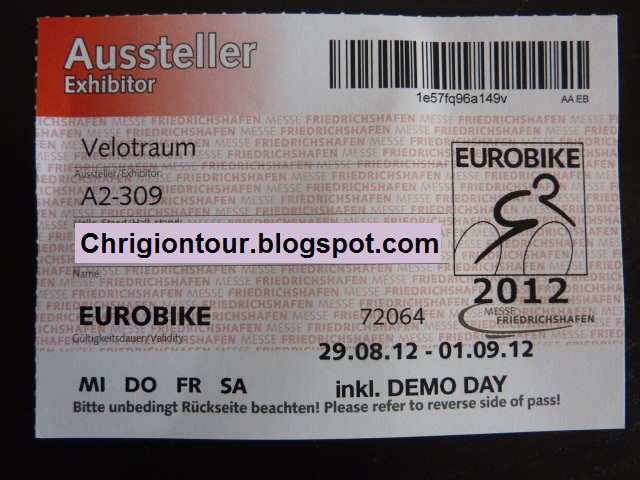 Aussteller
Exhibitor
1e57fq96a149v
AA EB
Velotraum
Aussteller/Exhibitor:
A2-309
Chrigiontour.blogspot.com
Name:
EUROBIKE
2012
MESSE
FRIEDRICHSHAFEN
EUROBIKE 72064
Gültigkeitsdauer/Validity:
29.08.12 - 01.09.12
MI DO FR SA inkl. DEMO DAY
Bitte unbedingt Rückseite beachten! Please refer to reverse side of pass!